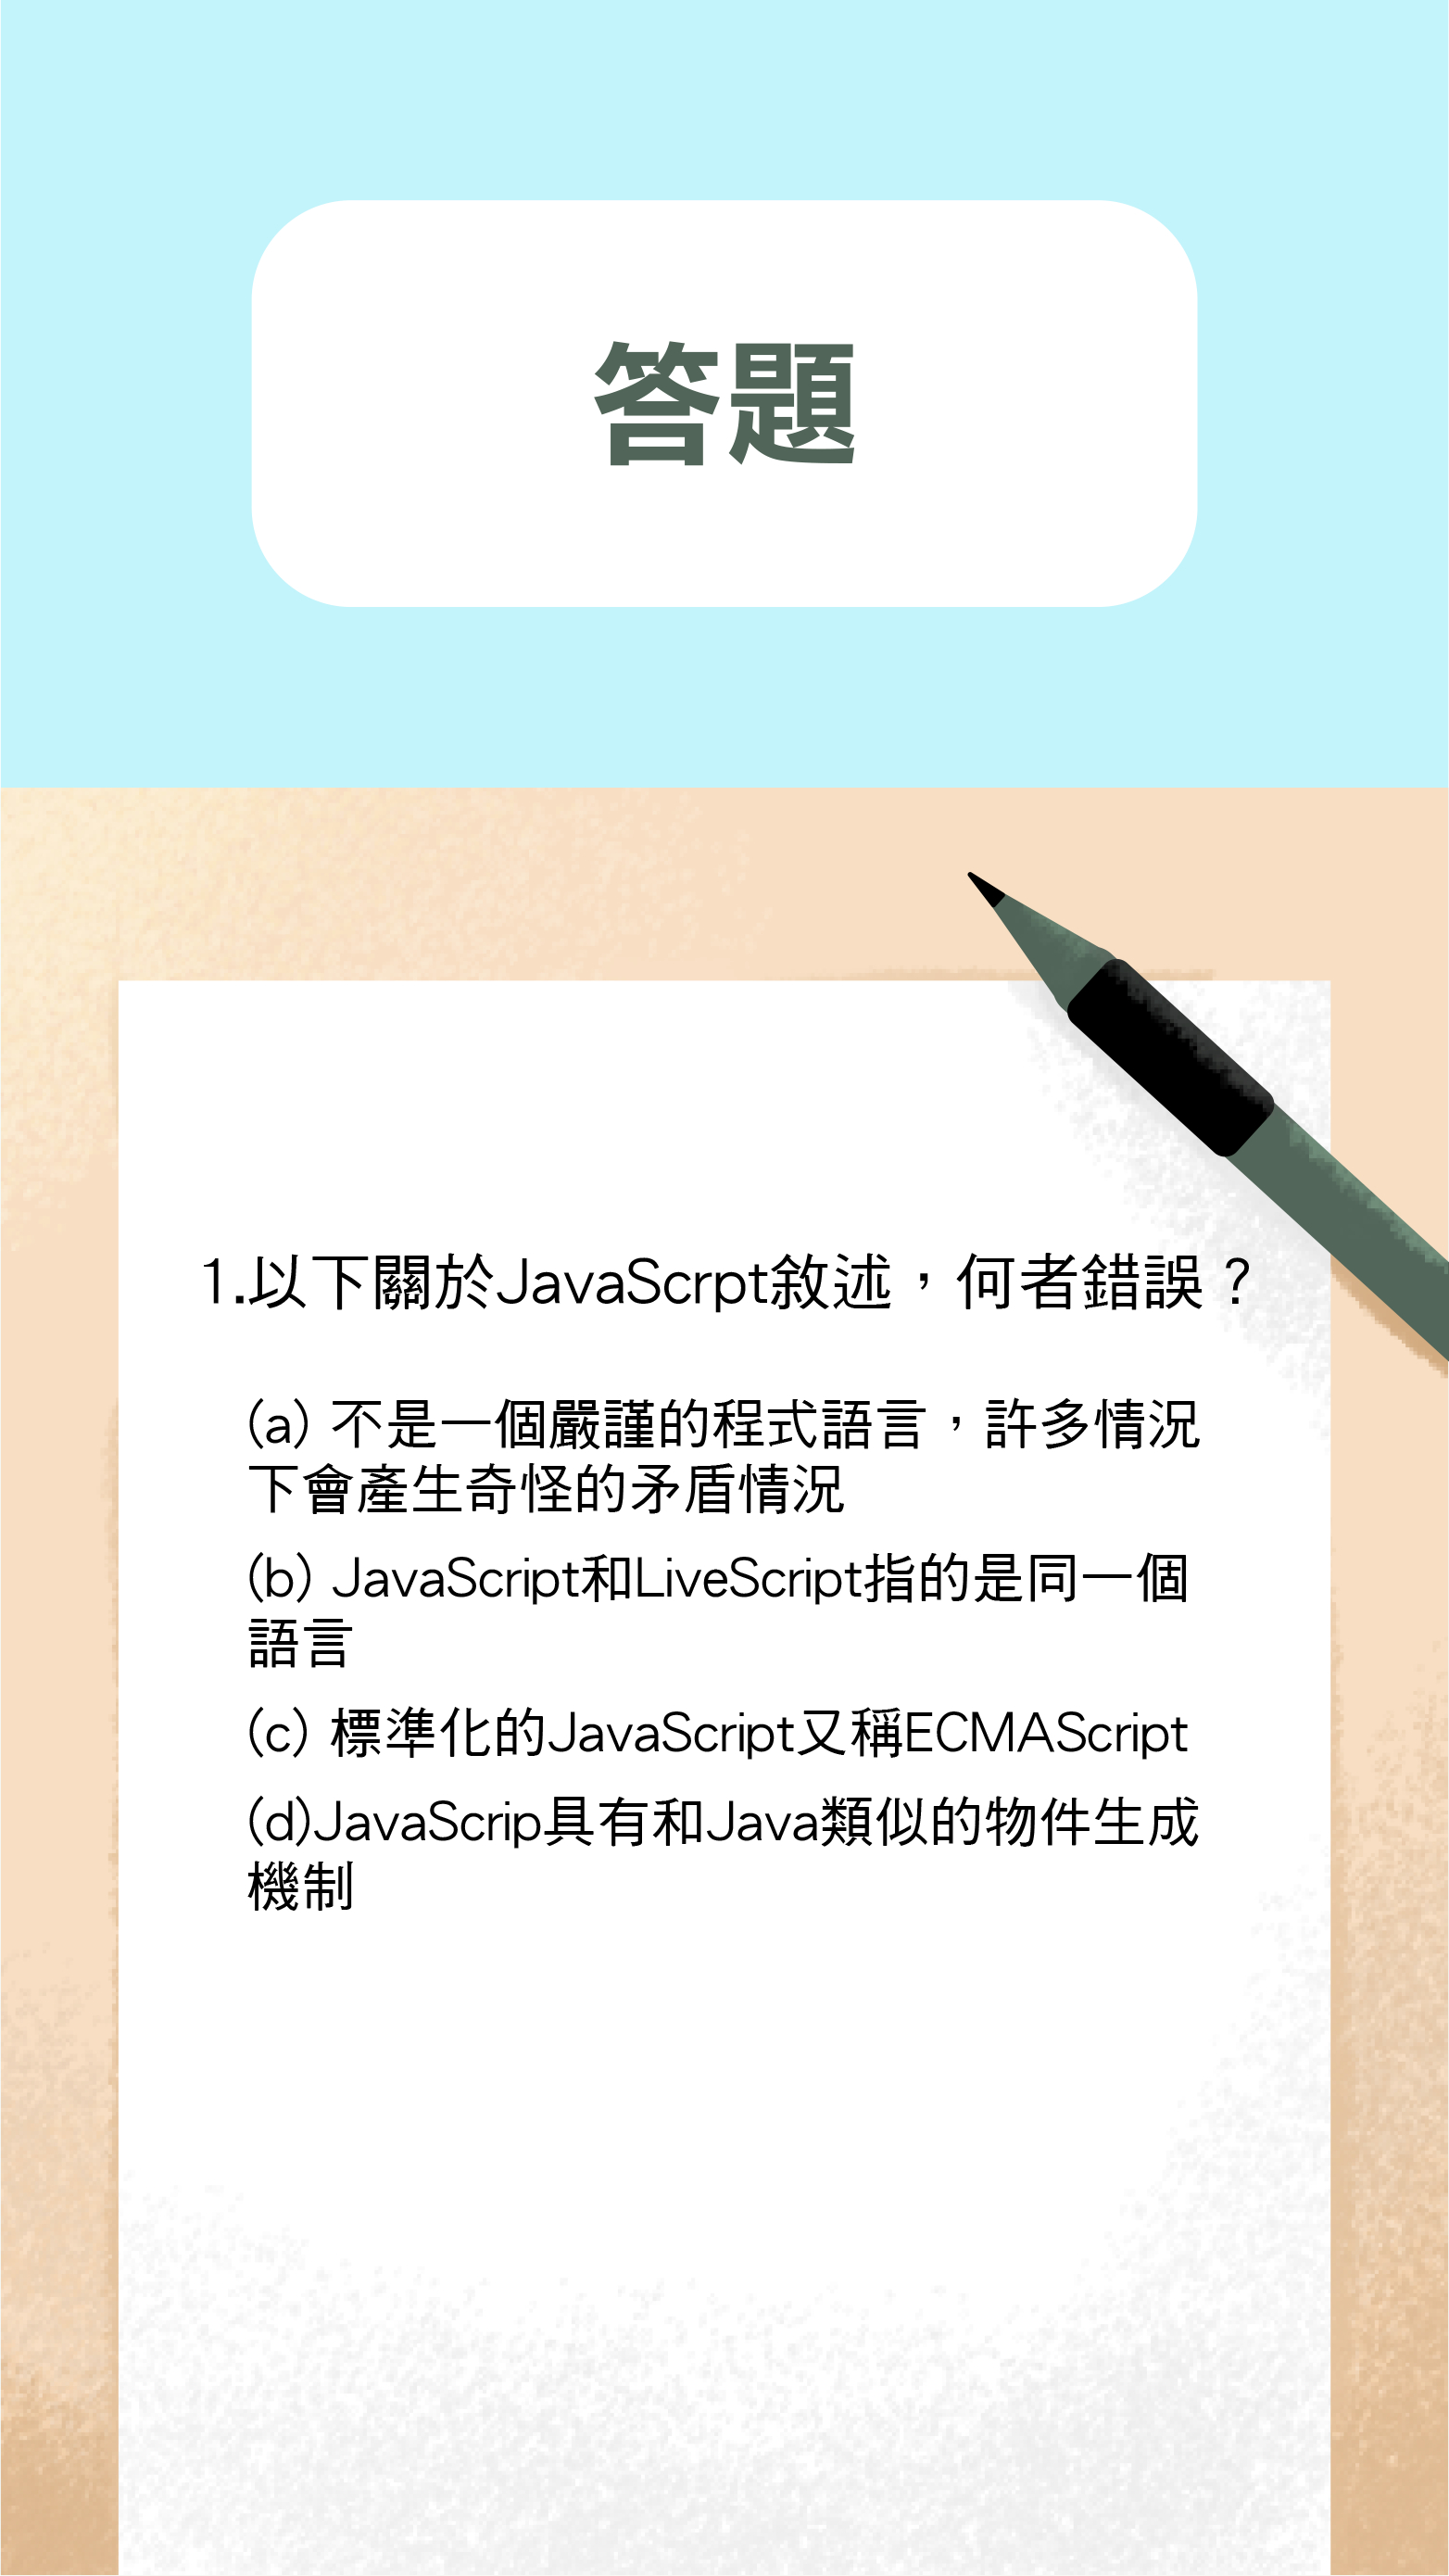 答題
1.以下關於JavaScrpt敘述，何者錯誤？
(a) 不是一個嚴謹的程式語言，許多情況
下會產生奇怪的矛盾情況
(b) JavaScript和LiveScript指的是同一個
語言
(c) 標準化的JavaScript又稱ECMAScript
(d)JavaScrip具有和Java類似的物件生成
機制